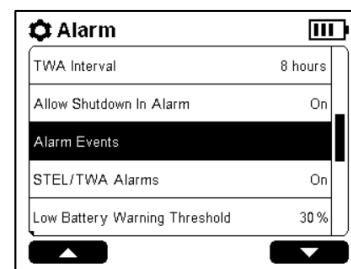 Alarm
TWA Interval 8 hours
Allow Shutdown In Alarm On
Alarm Events
STEL/TWA Alarms On
Low Battery Warning Threshold 30%